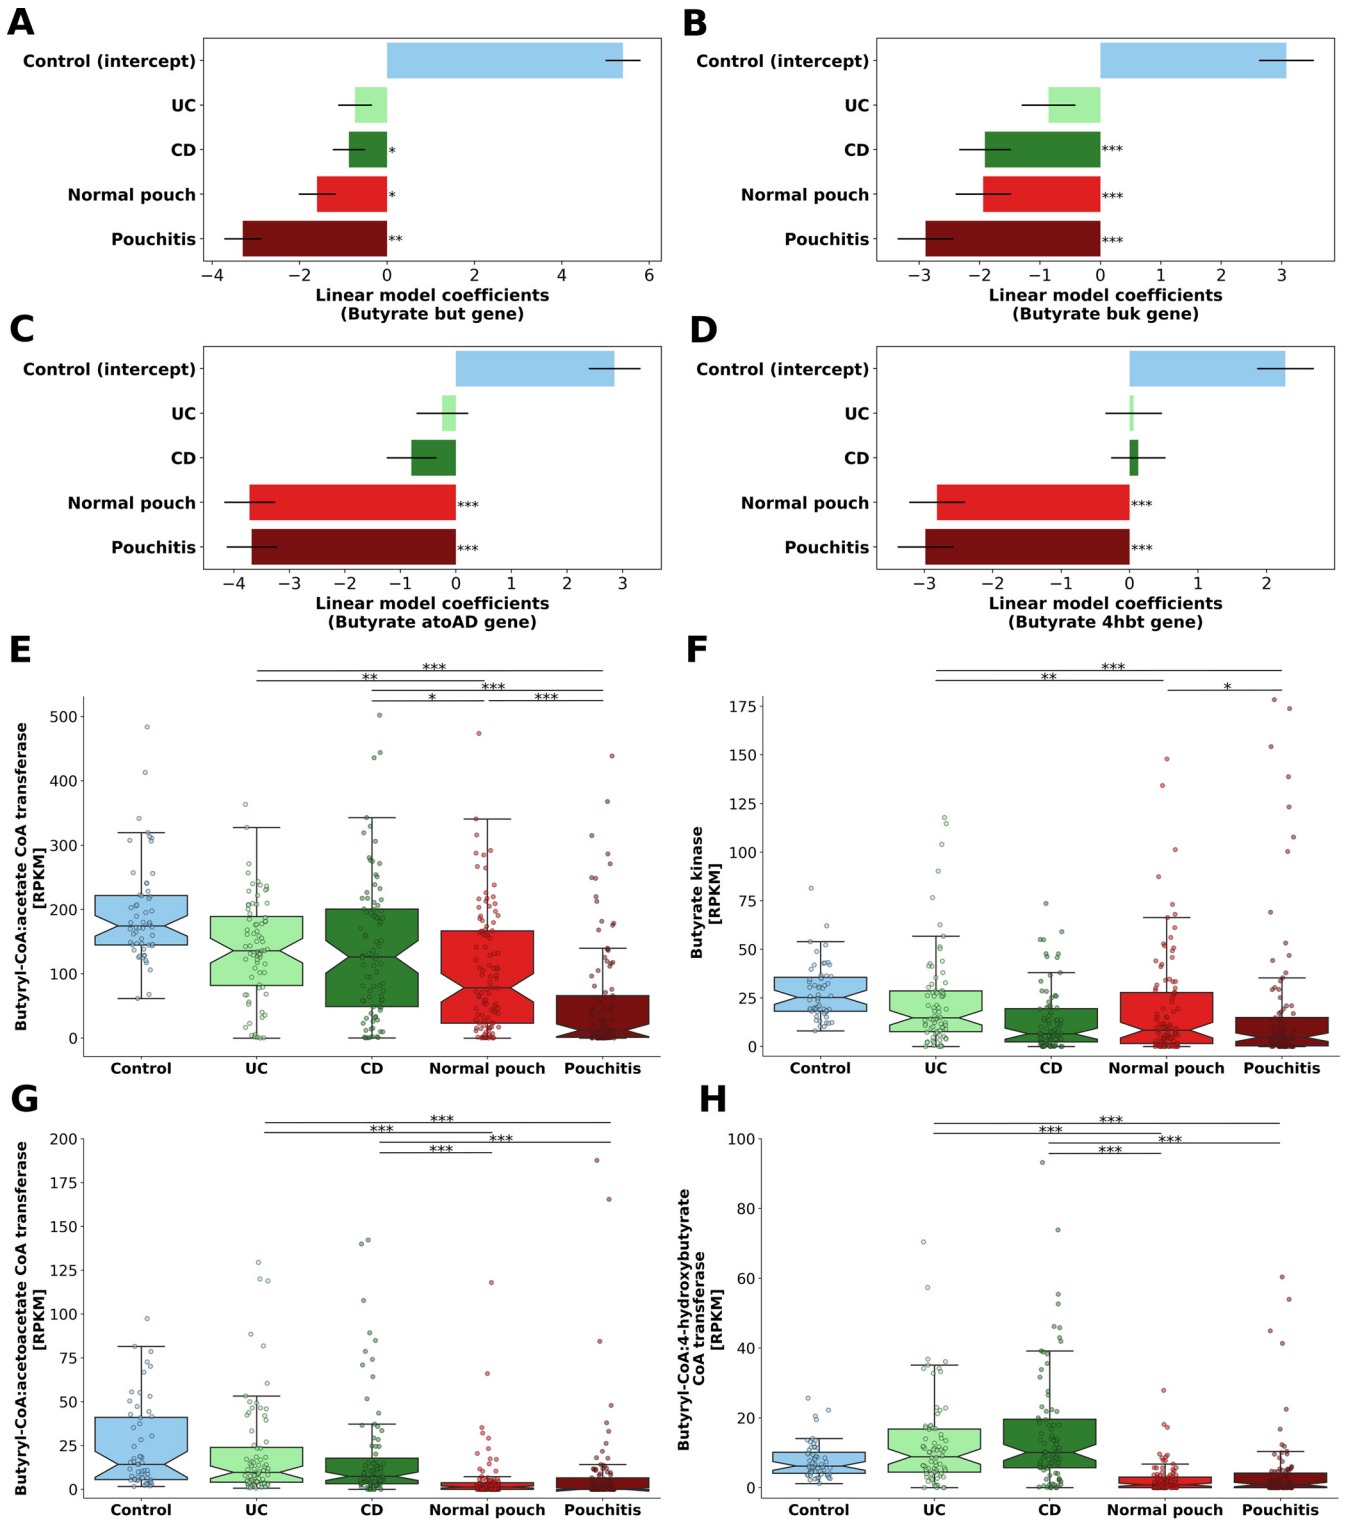 A
Control (intercept)
UC
CD
*
Normal pouch
*
Pouchitis
**
−4 −2 0 2 4 6
Linear model coefficients
(Butyrate but gene)
B
Control (intercept)
UC
CD
***
Normal pouch
***
Pouchitis
***
−3 −2 −1 0 1 2 3
Linear model coefficients
(Butyrate buk gene)
C
Control (intercept)
UC
CD
Normal pouch
***
Pouchitis
***
−4 −3 −2 −1 0 1 2 3
Linear model coefficients
(Butyrate atoAD gene)
D
Control (intercept)
UC
CD
Normal pouch
***
Pouchitis
***
−3 −2 −1 0 1 2
Linear model coefficients
(Butyrate 4hbt gene)
E
***
**
***
* ***
Butyryl-CoA:acetate CoA transferase
[RPKM]
500
400
300
200
100
0
Control UC CD Normal pouch Pouchitis
F
***
**
*
Butyrate kinase
[RPKM]
175
150
125
100
75
50
25
0
Control UC CD Normal pouch Pouchitis
G
***
***
***
***
Butyryl-CoA:acetoacetate CoA transferase
[RPKM]
200
175
150
125
100
75
50
25
0
Control UC CD Normal pouch Pouchitis
H
***
***
***
***
Butyryl-CoA:4-hydroxybutyrate
CoA transferase
[RPKM]
100
80
60
40
20
0
Control UC CD Normal pouch Pouchitis